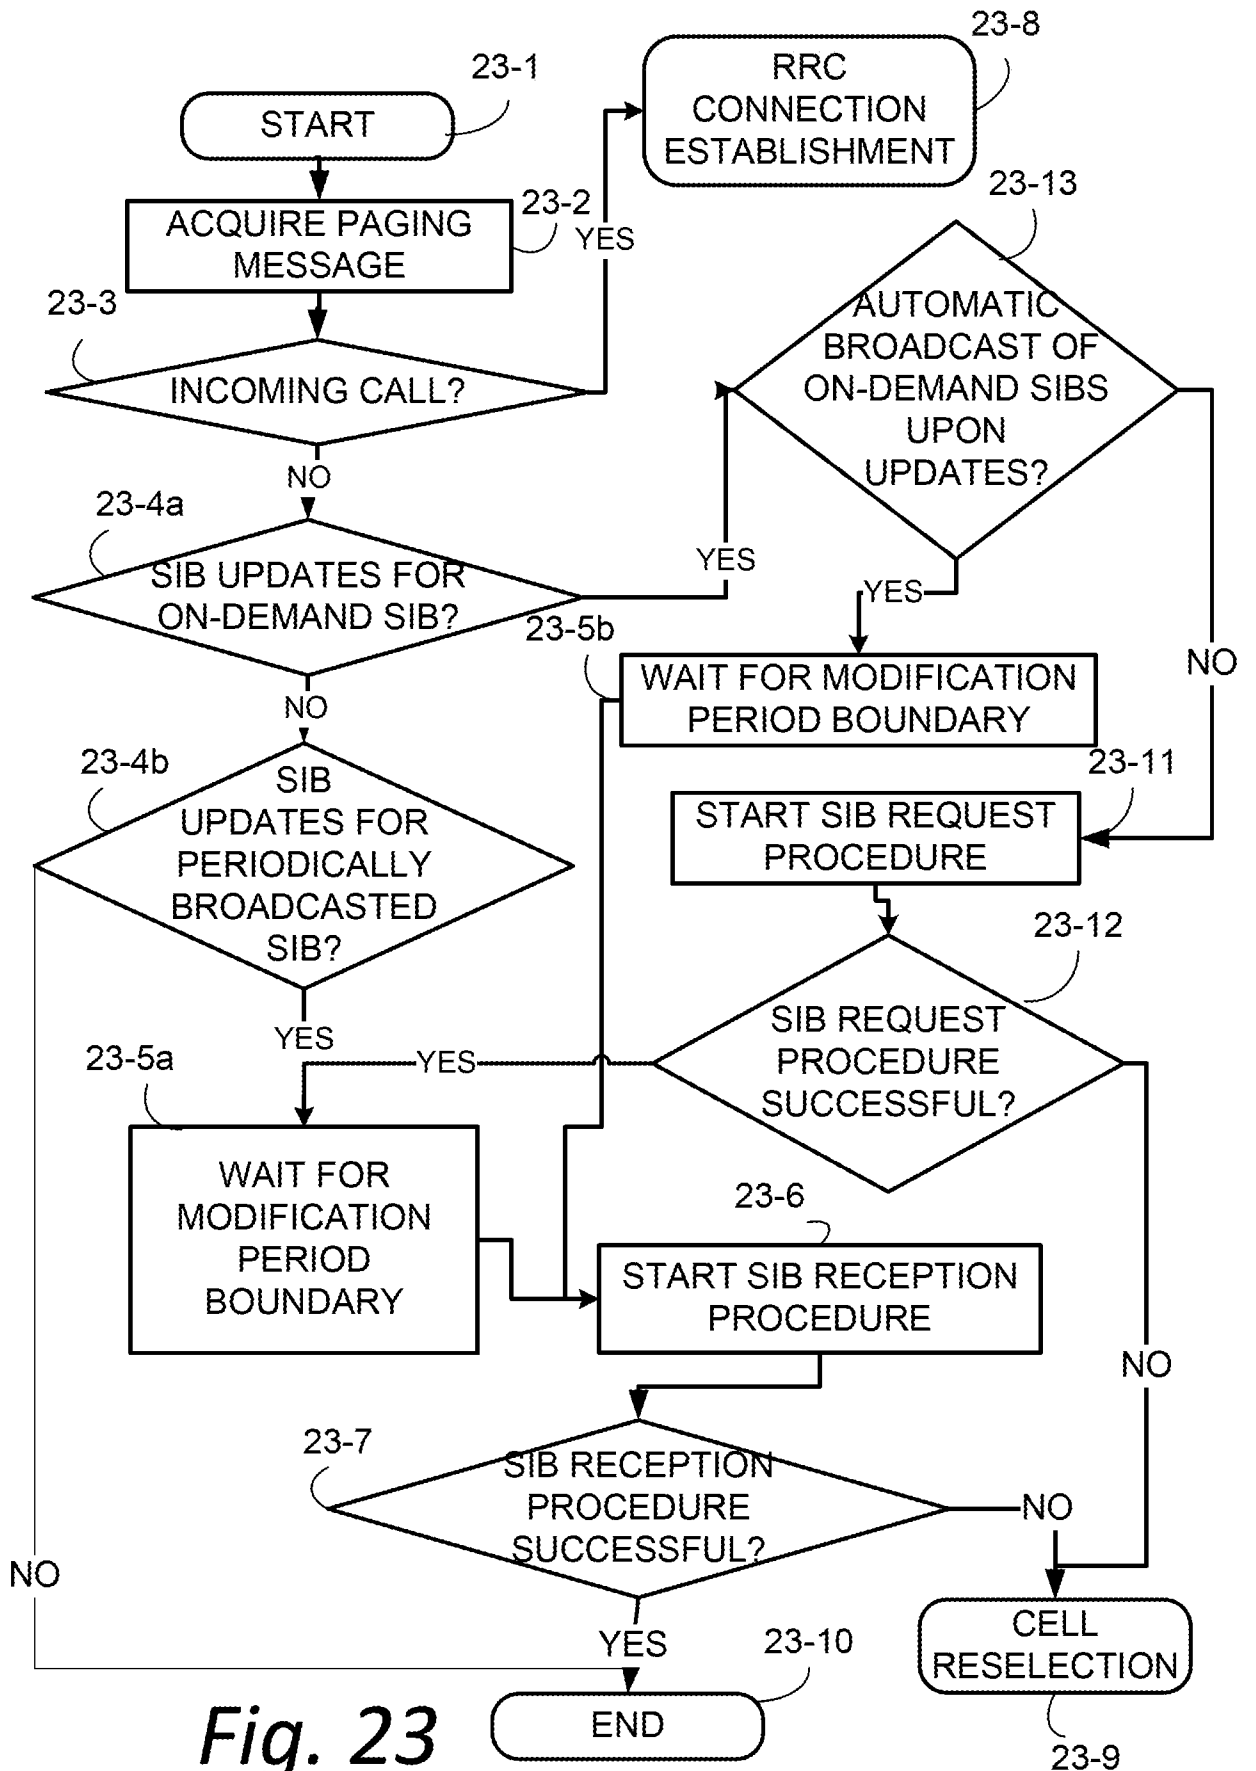 23-1
START
23-8
RRC
CONNECTION
ESTABLISHMENT
23-2
ACQUIRE PAGING
MESSAGE
YES
23-13
23-3
INCOMING CALL?
AUTOMATIC
BROADCAST OF
ON-DEMAND SIBS
UPON
UPDATES?
NO
23-4a
SIB UPDATES FOR
ON-DEMAND SIB?
YES
YES
NO
23-5b
WAIT FOR MODIFICATION
PERIOD BOUNDARY
NO
23-4b
SIB
UPDATES FOR
PERIODICALLY
BROADCASTED
SIB?
23-11
START SIB REQUEST
PROCEDURE
23-12
SIB REQUEST
PROCEDURE
SUCCESSFUL?
YES
YES
23-5a
WAIT FOR
MODIFICATION
PERIOD
BOUNDARY
23-6
START SIB RECEPTION
PROCEDURE
NO
23-7
SIB RECEPTION
PROCEDURE
SUCCESSFUL?
NO
NO
YES
CELL
RESELECTION
23-10
END
23-9
Fig. 23